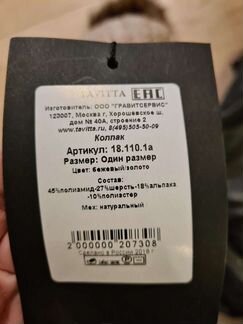 TAVITTA EAC
Изготовитель: ООО "ГРАВИТСЕРВИС"
123007, Москва г, Хорошёвское ш,
дом № 40А, строение 2
www.tavitta.ru, 8(495)505-50-09
Колпак
Артикул: 18.110.1а
Размер: Один размер
Цвет: бежевый/золото
Состав:
45%полиамид-27%шерсть-18%альпака
-10%полиэстер
Мех: натуральный
2 000000 207308
Сделано в России 2018 г